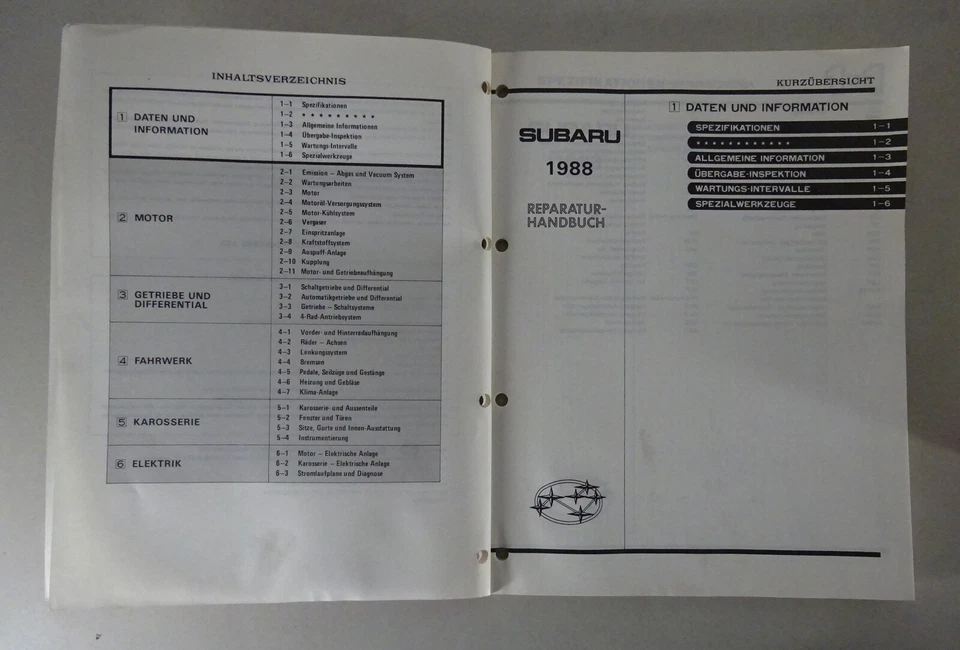 INHALTSVERZEICHNIS
1 DATEN UND
INFORMATION
1-1 Spezifikationen
1-2 * * * * * * * * *
1-3 Allgemeine Informationen
1-4 Übergabe-Inspektion
1-5 Wartungs-Intervalle
1-6 Spezialwerkzeuge
2 MOTOR
2-1 Emission – Abgas und Vacuum System
2-2 Wartungsarbeiten
2-3 Motor
2-4 Motoröl-Versorgungssystem
2-5 Motor-Kühlsystem
2-6 Vergaser
2-7 Einspritzanlage
2-8 Kraftstoffsystem
2-9 Auspuff-Anlage
2-10 Kupplung
2-11 Motor- und Getriebeaufhängung
3 GETRIEBE UND
DIFFERENTIAL
3-1 Schaltgetriebe und Differential
3-2 Automatikgetriebe und Differential
3-3 Getriebe – Schaltsysteme
3-4 4-Rad-Antriebsystem
4 FAHRWERK
4-1 Vorder- und Hinterradaufhängung
4-2 Räder – Achsen
4-3 Lenkungssystem
4-4 Bremsen
4-5 Pedale, Seilzüge und Gestänge
4-6 Heizung und Gebläse
4-7 Klima-Anlage
5 KAROSSERIE
5-1 Karosserie- und Aussenteile
5-2 Fenster und Türen
5-3 Sitze, Gurte und Innen-Ausstattung
5-4 Instrumentierung
6 ELEKTRIK
6-1 Motor – Elektrische Anlage
6-2 Karosserie – Elektrische Anlage
6-3 Stromlaufplane und Diagnose
KURZÜBERSICHT
SUBARU
1988
REPARATUR-
HANDBUCH
1 DATEN UND INFORMATION
SPEZIFIKATIONEN 1-1
* * * * * * * * * * * * 1-2
ALLGEMEINE INFORMATION 1-3
ÜBERGABE-INSPEKTION 1-4
WARTUNGS-INTERVALLE 1-5
SPEZIALWERKZEUGE 1-6